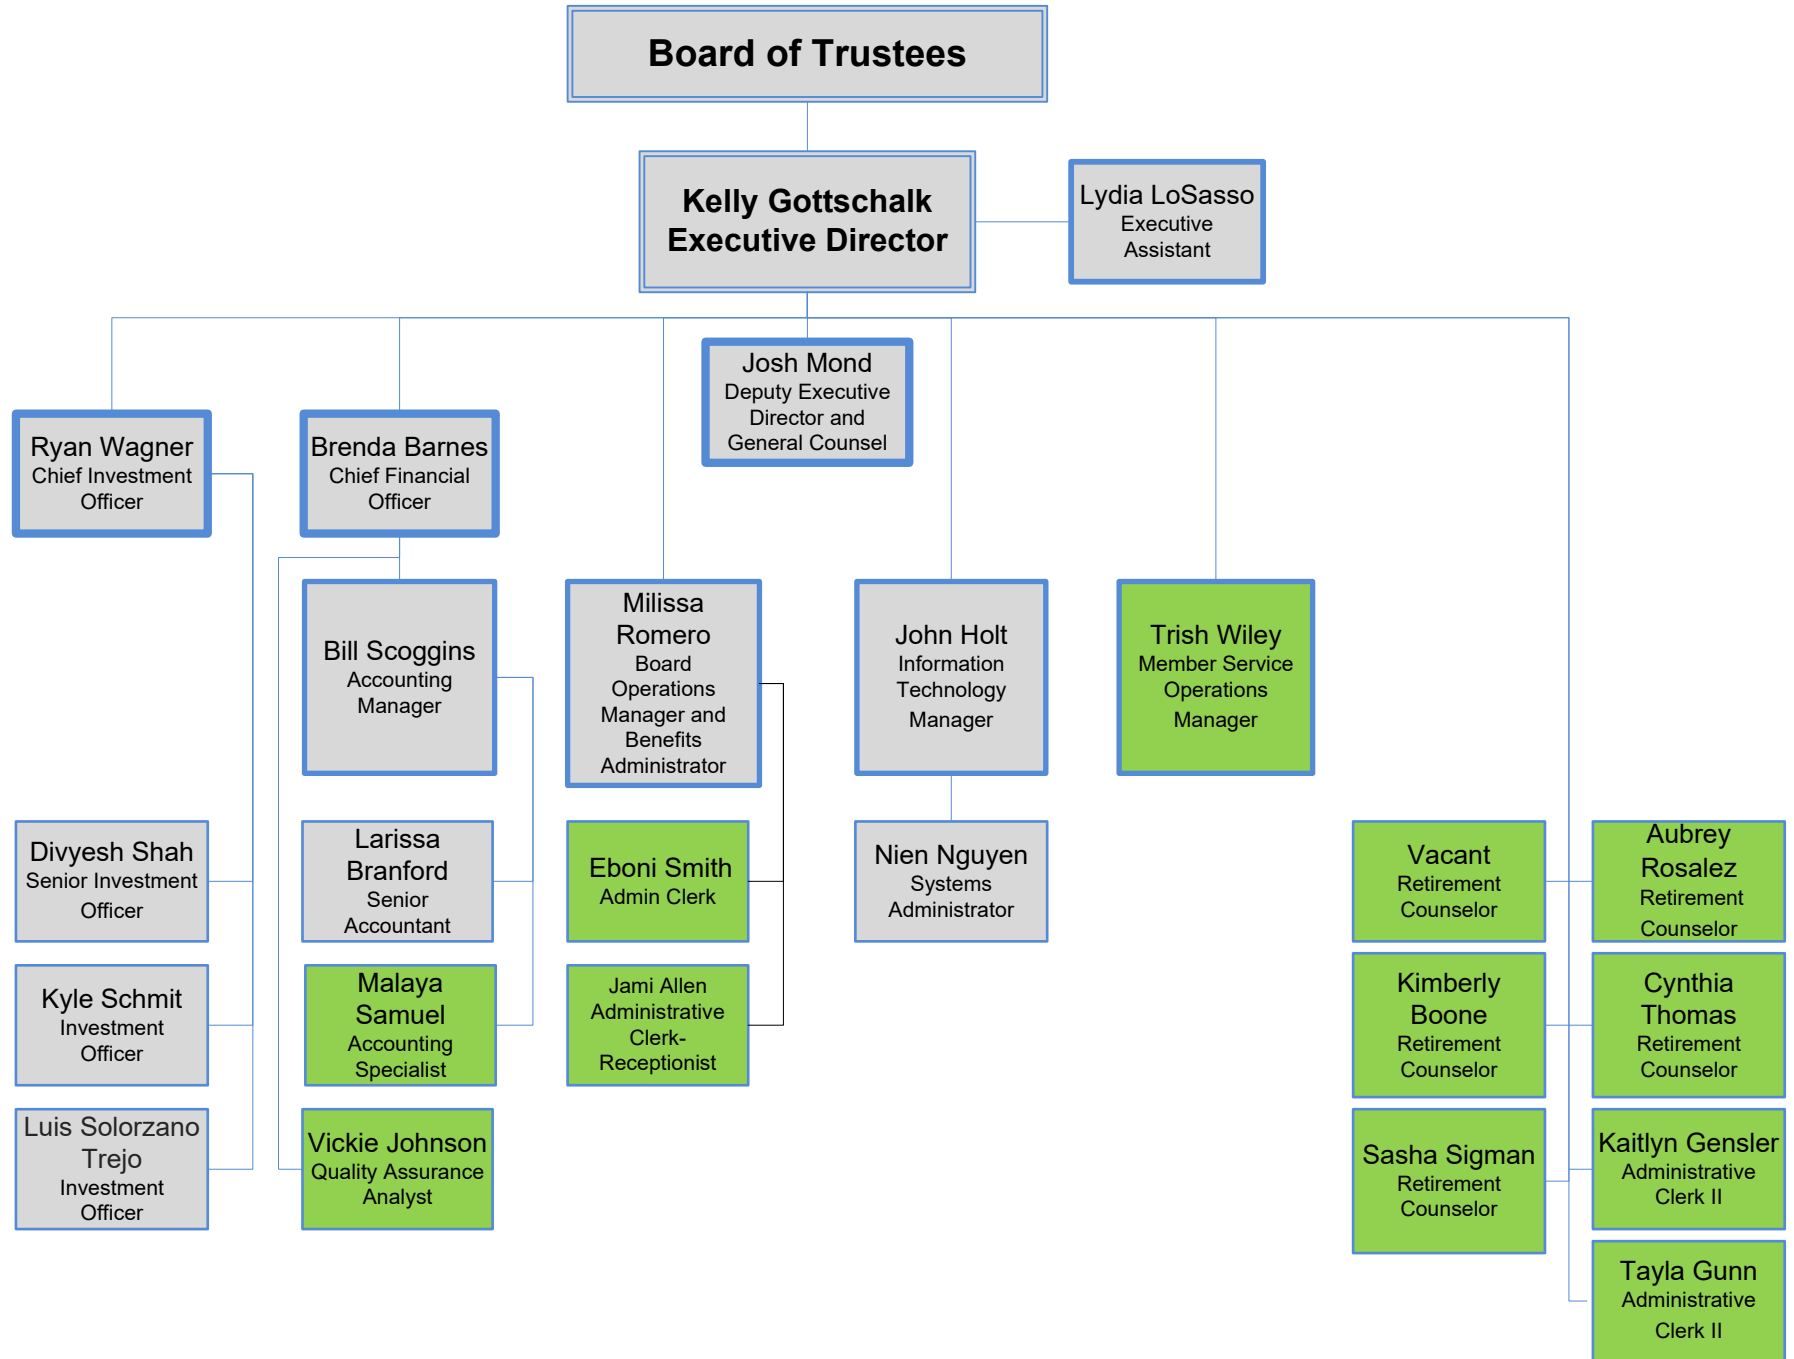 Board of Trustees
Kelly Gottschalk
Executive Director
Lydia LoSasso
Executive
Assistant
Josh Mond
Deputy Executive
Director and
General Counsel
Ryan Wagner
Chief Investment
Officer
Brenda Barnes
Chief Financial
Officer
Bill Scoggins
Accounting
Manager
Milissa
Romero
Board
Operations
Manager and
Benefits
Administrator
John Holt
Information
Technology
Manager
Trish Wiley
Member Service
Operations
Manager
Divyesh Shah
Senior Investment
Officer
Larissa
Branford
Senior
Accountant
Eboni Smith
Admin Clerk
Nien Nguyen
Systems
Administrator
Vacant
Retirement
Counselor
Aubrey
Rosalez
Retirement
Counselor
Kyle Schmit
Investment
Officer
Malaya
Samuel
Accounting
Specialist
Jami Allen
Administrative
Clerk-
Receptionist
Kimberly
Boone
Retirement
Counselor
Cynthia
Thomas
Retirement
Counselor
Luis Solorzano
Trejo
Investment
Officer
Vickie Johnson
Quality Assurance
Analyst
Sasha Sigman
Retirement
Counselor
Kaitlyn Gensler
Administrative
Clerk II
Tayla Gunn
Administrative
Clerk II